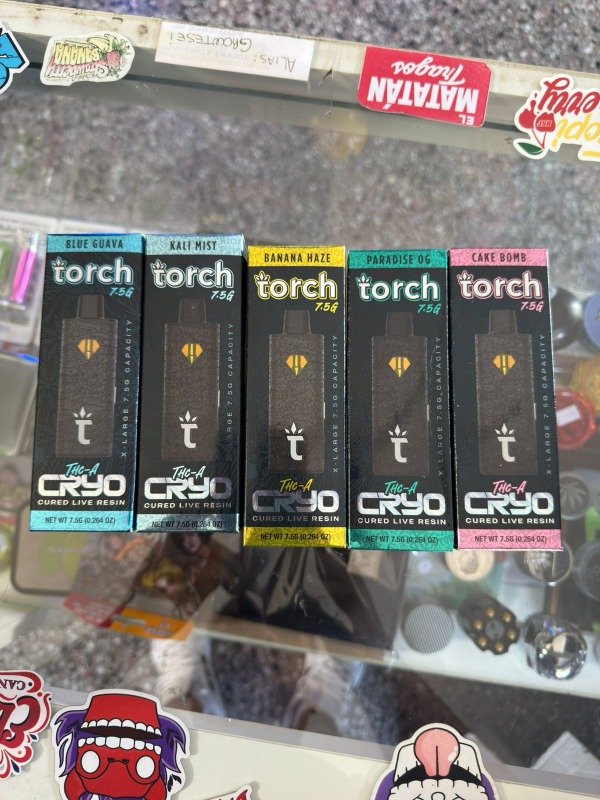 ALIAS: GROWTESEI
EL
MATATÁN
Tragos
BLUE GUAVA
torch
7.5G
X-LARGE 7.5G CAPACITY
t
THC-A
CRYO
CURED LIVE RESIN
NET WT 7.5G (0.264 OZ)
KALI MIST
torch
7.5G
X-LARGE 7.5G CAPACITY
t
THC-A
CRYO
CURED LIVE RESIN
NET WT 7.5G (0.264 OZ)
BANANA HAZE
torch
7.5G
X-LARGE 7.5G CAPACITY
t
THC-A
CRYO
CURED LIVE RESIN
NET WT 7.5G (0.264 OZ)
PARADISE OG
torch
7.5G
X-LARGE 7.5G CAPACITY
t
THC-A
CRYO
CURED LIVE RESIN
NET WT 7.5G (0.264 OZ)
CAKE BOMB
torch
7.5G
X-LARGE 7.5G CAPACITY
t
THC-A
CRYO
CURED LIVE RESIN
NET WT 7.5G (0.264 OZ)